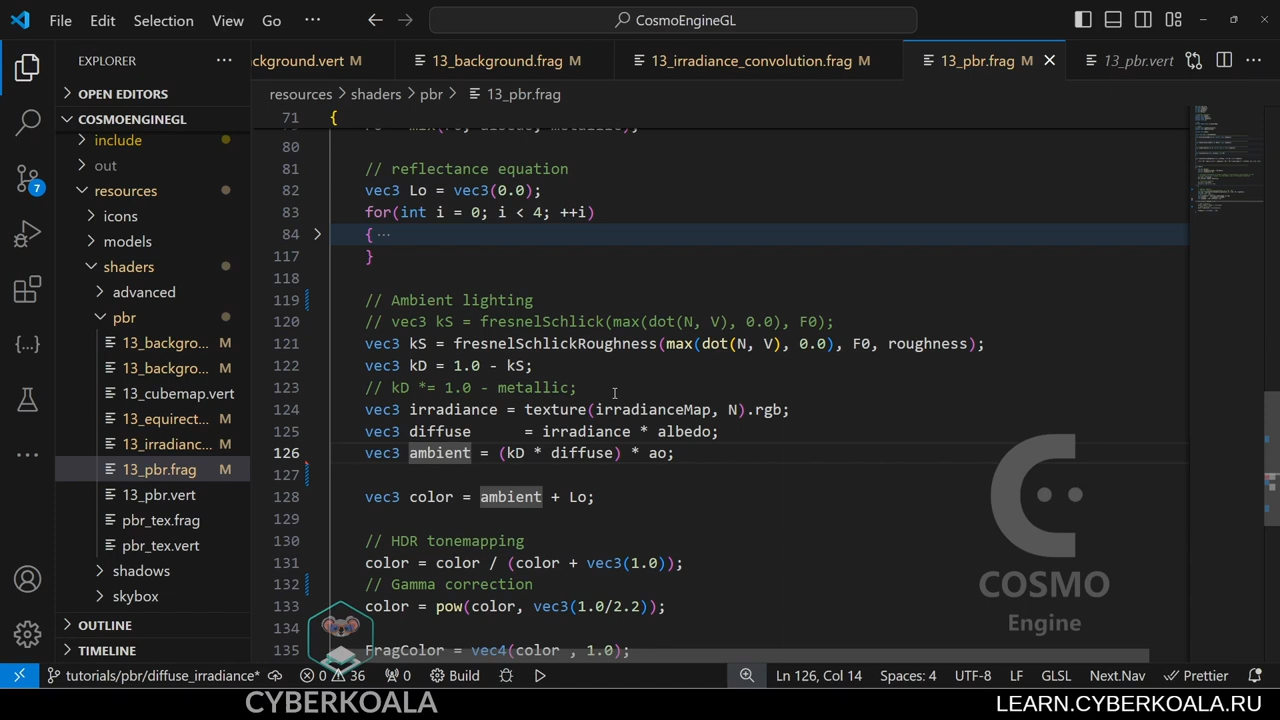 File Edit Selection View Go ··· CosmoEngineGL
EXPLORER ···
ckground.vert M 13_background.frag M 13_irradiance_convolution.frag M 13_pbr.frag M 13_pbr.vert ···
OPEN EDITORS
resources > shaders > pbr > 13_pbr.frag
COSMOENGINEGL
include
out
resources
icons
models
shaders
advanced
pbr
13_backgro... M
13_backgro... M
13_cubemap.vert
13_equirect... M
13_irradianc... M
13_pbr.frag M
13_pbr.vert
pbr_tex.frag
pbr_tex.vert
shadows
skybox
OUTLINE
TIMELINE
7
71 {
80
81 // reflectance equation
82 vec3 Lo = vec3(0.0);
83 for(int i = 0; i < 4; ++i)
84 { ···
117 }
118
119 // Ambient lighting
120 // vec3 kS = fresnelSchlick(max(dot(N, V), 0.0), F0);
121 vec3 kS = fresnelSchlickRoughness(max(dot(N, V), 0.0), F0, roughness);
122 vec3 kD = 1.0 - kS;
123 // kD *= 1.0 - metallic;
124 vec3 irradiance = texture(irradianceMap, N).rgb;
125 vec3 diffuse      = irradiance * albedo;
126 vec3 ambient = (kD * diffuse) * ao;
127
128 vec3 color = ambient + Lo;
129
130 // HDR tonemapping
131 color = color / (color + vec3(1.0));
132 // Gamma correction
133 color = pow(color, vec3(1.0/2.2));
134
135 FragColor = vec4(color , 1.0);
COSMO
Engine
tutorials/pbr/diffuse_irradiance* 0 36 0 Build Ln 126, Col 14 Spaces: 4 UTF-8 LF GLSL Next.Nav Prettier
CYBERKOALA LEARN.CYBERKOALA.RU